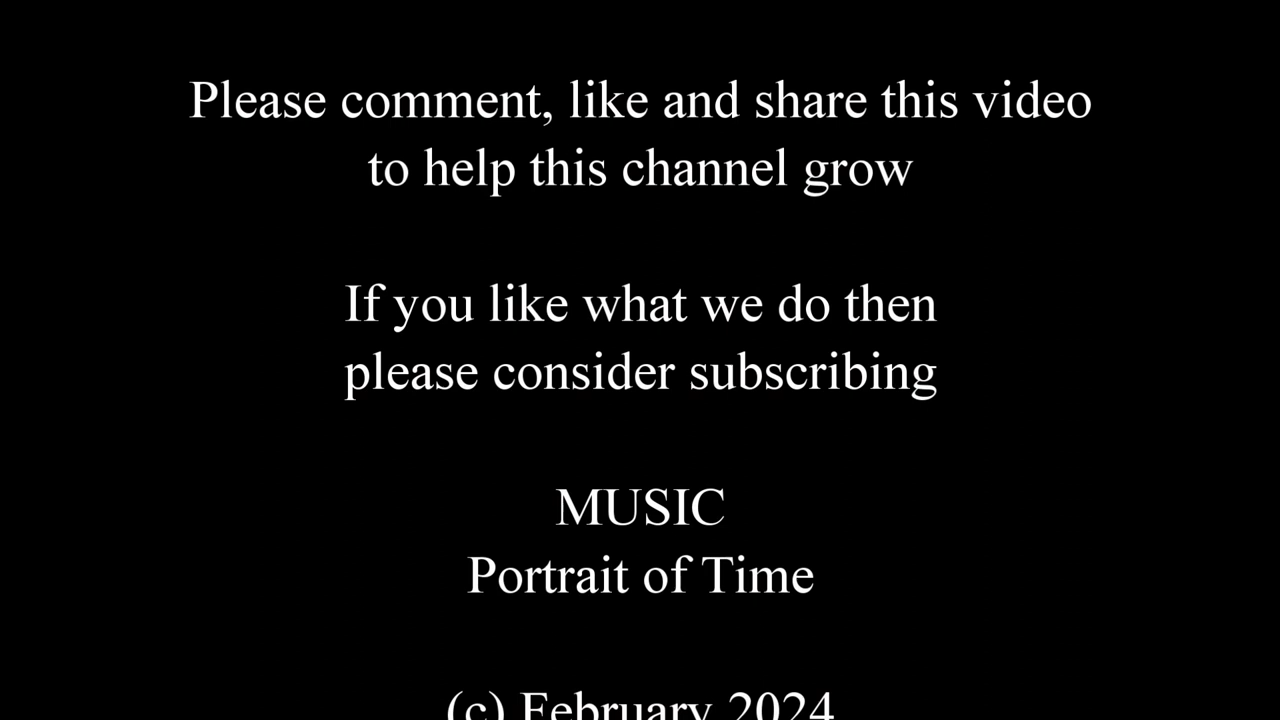 Please comment, like and share this video
to help this channel grow
If you like what we do then
please consider subscribing
MUSIC
Portrait of Time
(c) February 2024